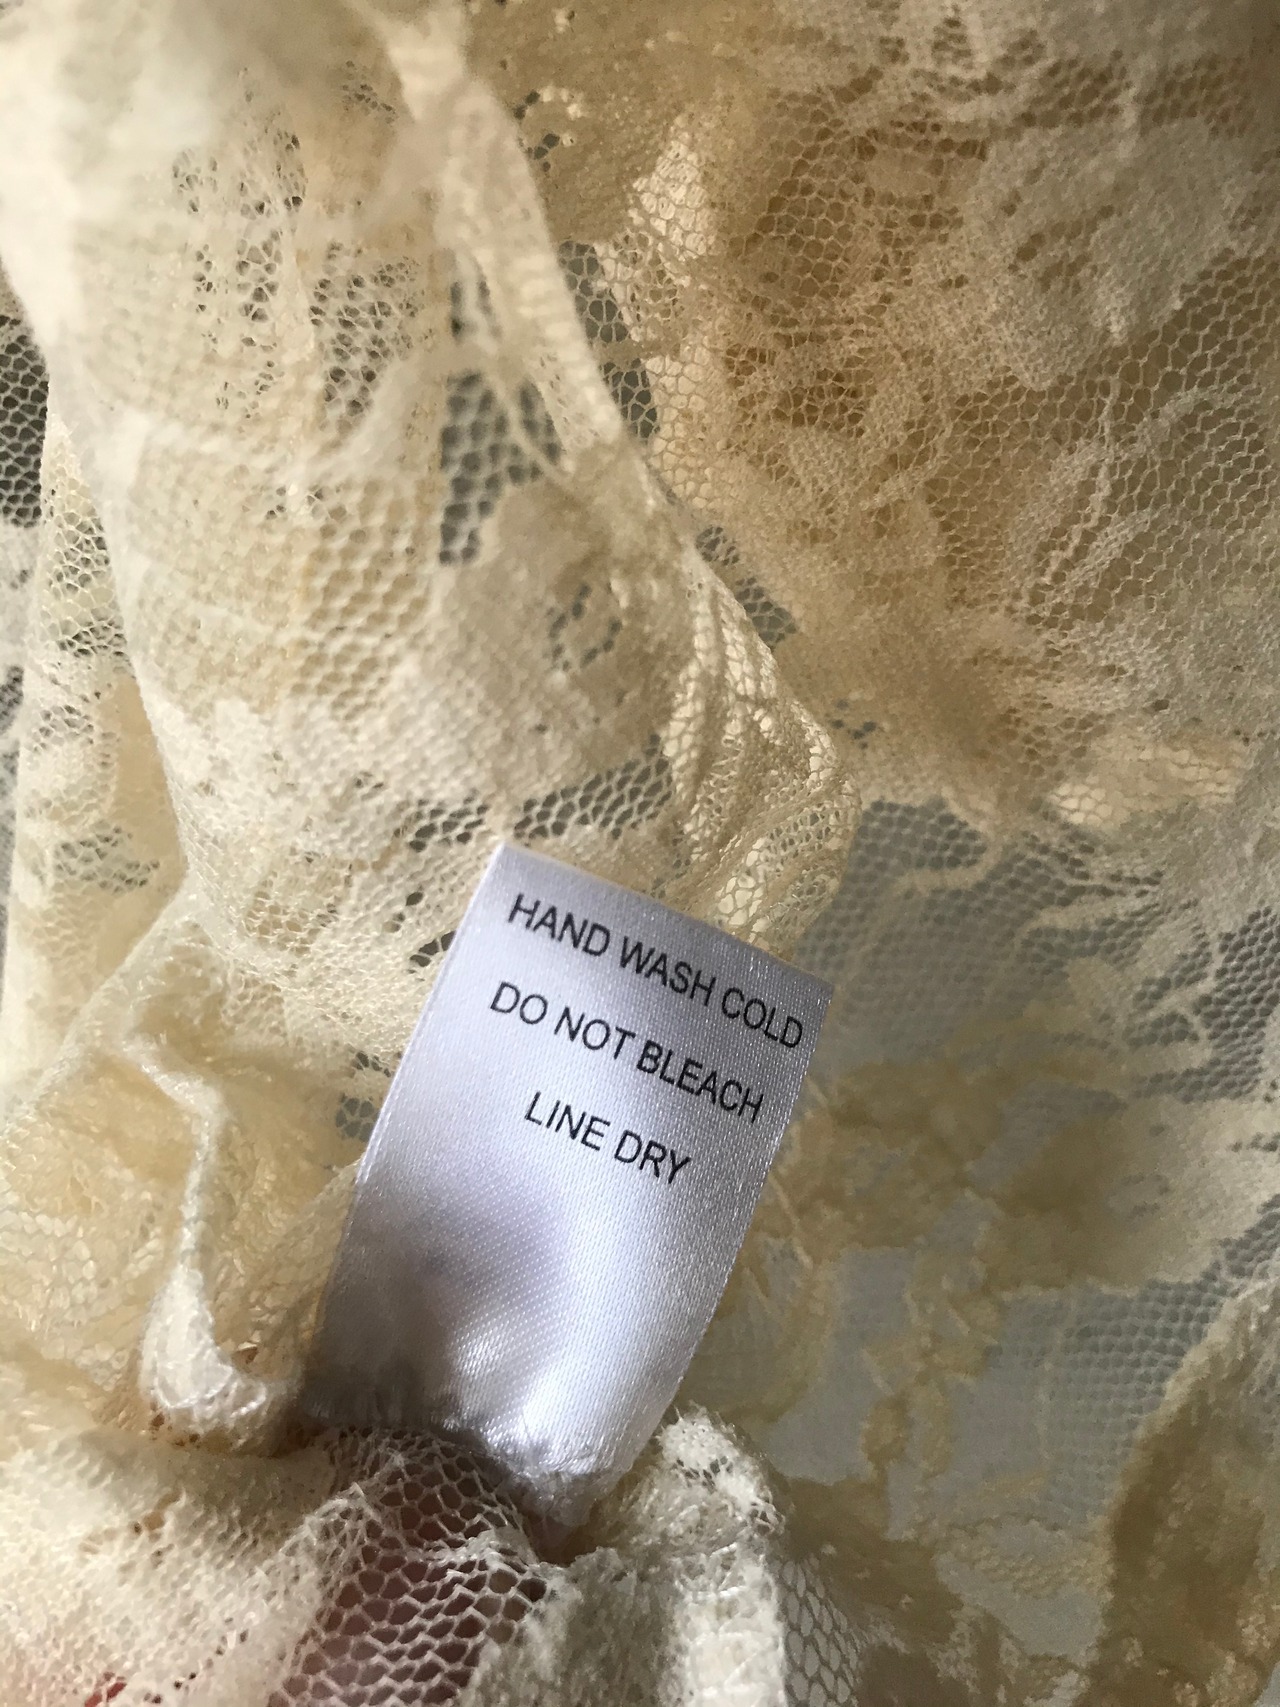 HAND WASH COLD
DO NOT BLEACH
LINE DRY